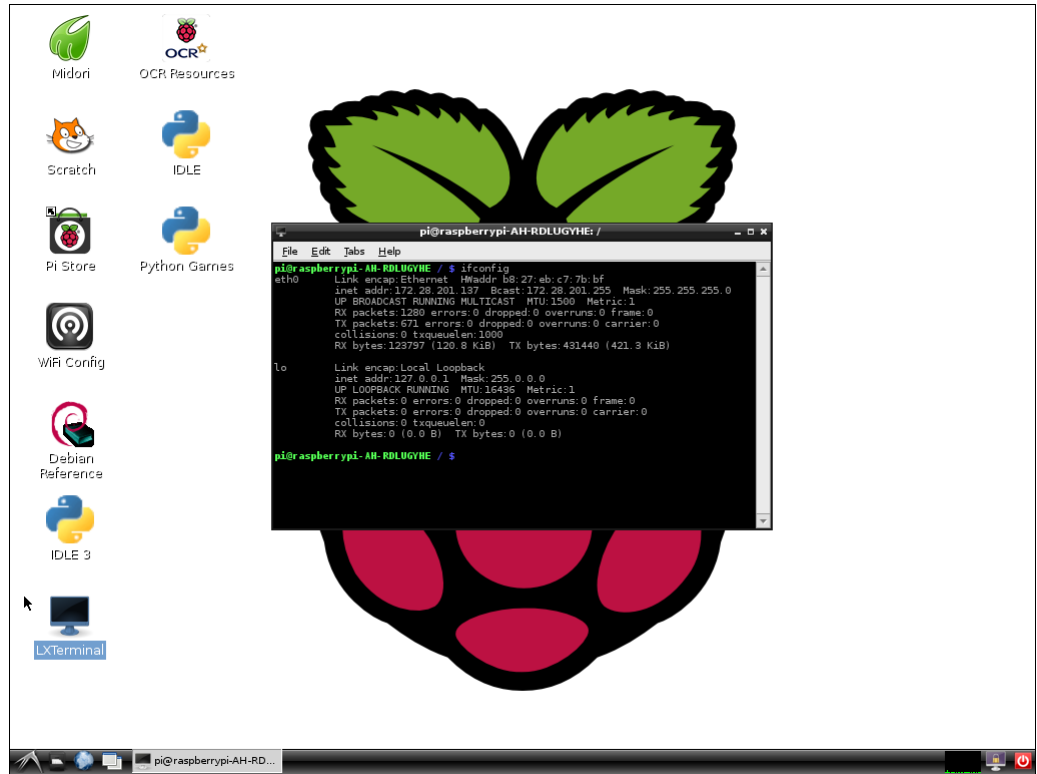 Midori
OCR
OCR Resources
Scratch
IDLE
Pi Store
Python Games
WiFi Config
Debian
Reference
IDLE 3
LXTerminal
pi@raspberrypi-AH-RDLUGYHE: /
File Edit Tabs Help
pi@raspberrypi-AH-RDLUGYHE / $ ifconfig
eth0      Link encap:Ethernet  HWaddr b8:27:eb:c7:7b:bf
          inet addr:172.28.201.137  Bcast:172.28.201.255  Mask:255.255.255.0
          UP BROADCAST RUNNING MULTICAST  MTU:1500  Metric:1
          RX packets:1280 errors:0 dropped:0 overruns:0 frame:0
          TX packets:671 errors:0 dropped:0 overruns:0 carrier:0
          collisions:0 txqueuelen:1000
          RX bytes:123797 (120.8 KiB)  TX bytes:431440 (421.3 KiB)
lo        Link encap:Local Loopback
          inet addr:127.0.0.1  Mask:255.0.0.0
          UP LOOPBACK RUNNING  MTU:16436  Metric:1
          RX packets:0 errors:0 dropped:0 overruns:0 frame:0
          TX packets:0 errors:0 dropped:0 overruns:0 carrier:0
          collisions:0 txqueuelen:0
          RX bytes:0 (0.0 B)  TX bytes:0 (0.0 B)
pi@raspberrypi-AH-RDLUGYHE / $
pi@raspberrypi-AH-RD...